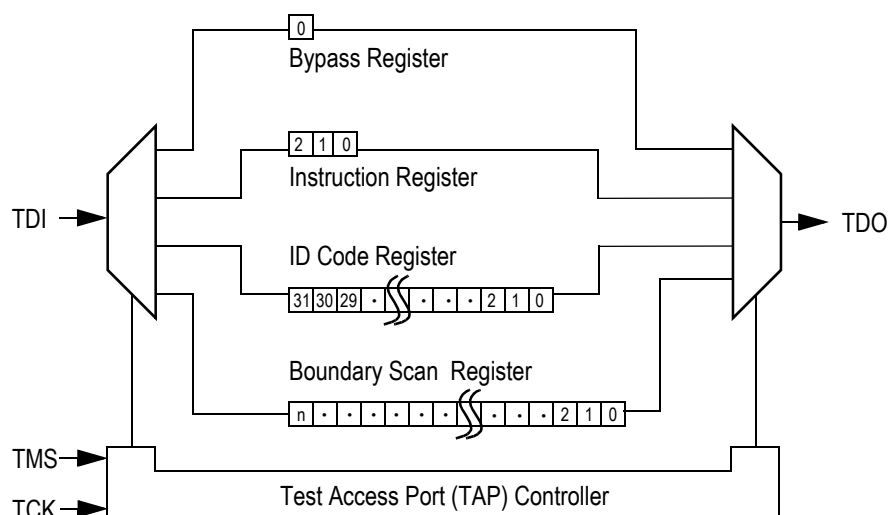 0
Bypass Register
2 1 0
Instruction Register
TDI
TDO
ID Code Register
31 30 29 · · · · · 2 1 0
Boundary Scan Register
n · · · · · · · · · 2 1 0
TMS
TCK
Test Access Port (TAP) Controller